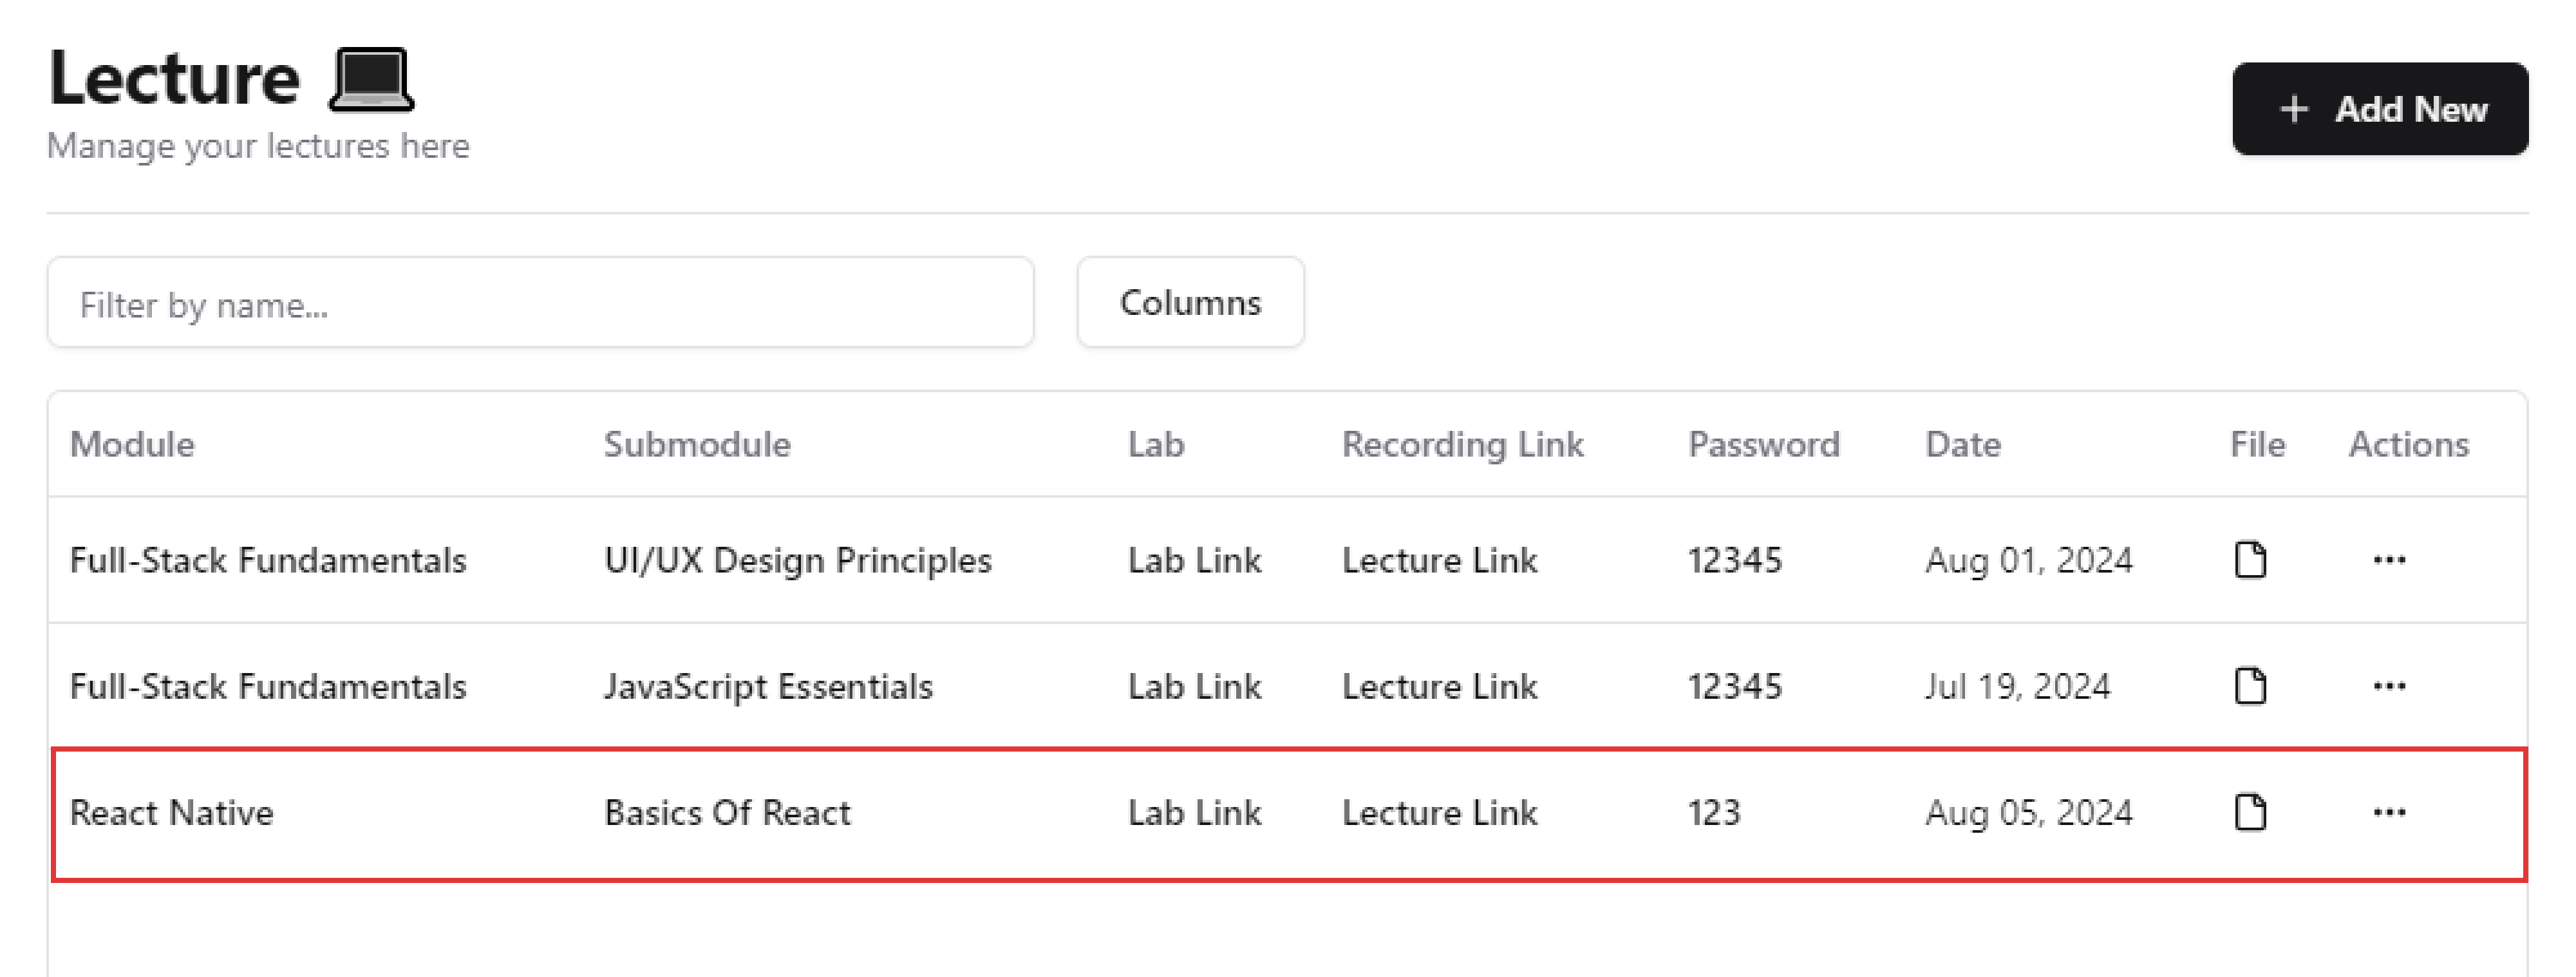 Lecture
Manage your lectures here
+ Add New
Filter by name...
Columns
Module Submodule Lab Recording Link Password Date File Actions
Full-Stack Fundamentals UI/UX Design Principles Lab Link Lecture Link 12345 Aug 01, 2024
Full-Stack Fundamentals JavaScript Essentials Lab Link Lecture Link 12345 Jul 19, 2024
React Native Basics Of React Lab Link Lecture Link 123 Aug 05, 2024